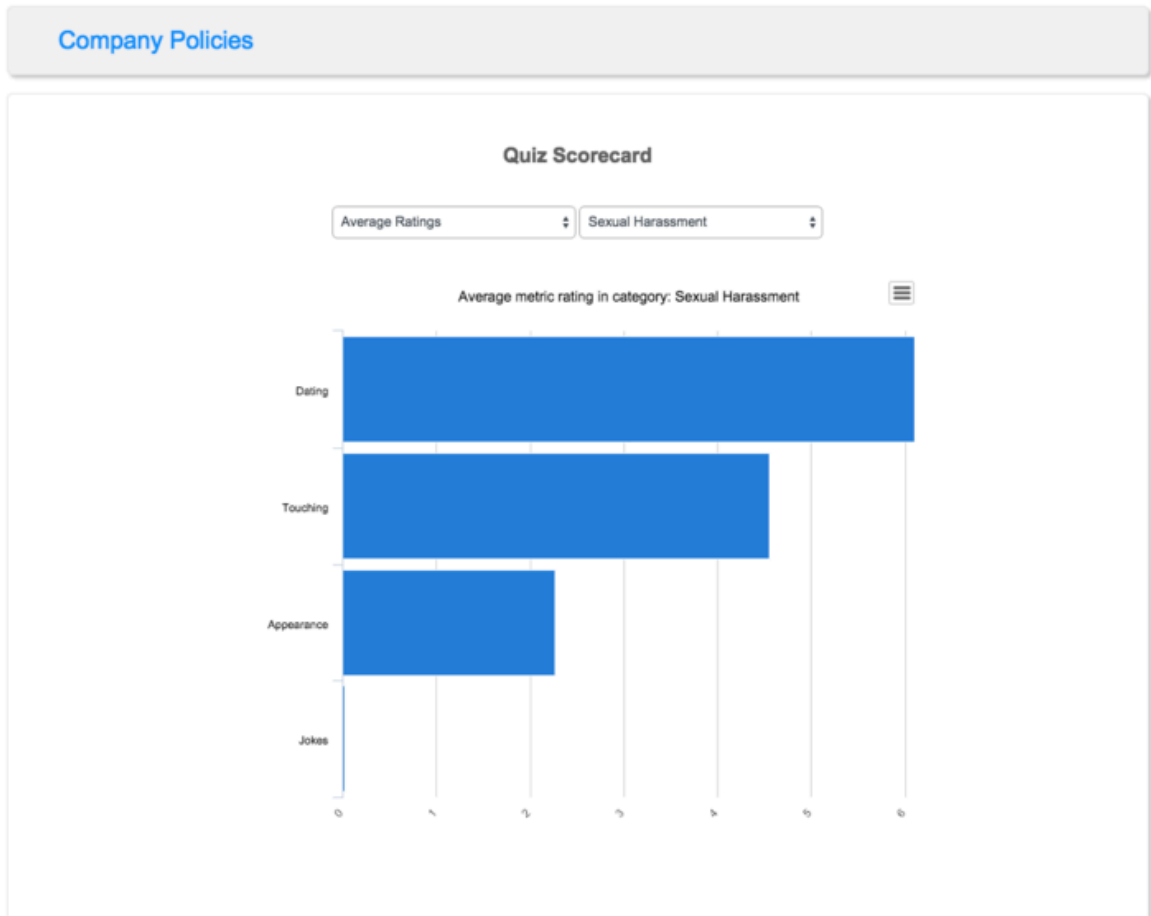 Company Policies
Quiz Scorecard
Average Ratings Sexual Harassment
Average metric rating in category: Sexual Harassment
Dating
Touching
Appearance
Jokes
0 1 2 3 4 5 6